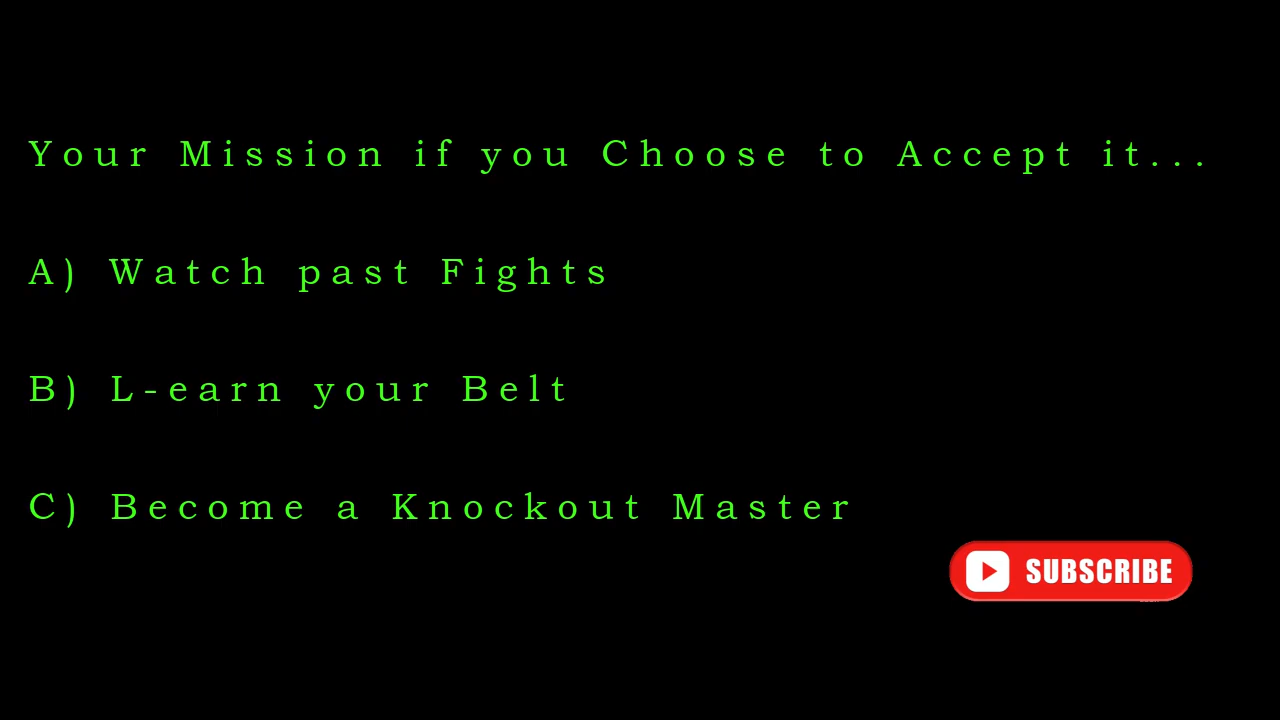 Your Mission if you Choose to Accept it...
A) Watch past Fights
B) L-earn your Belt
C) Become a Knockout Master
SUBSCRIBE